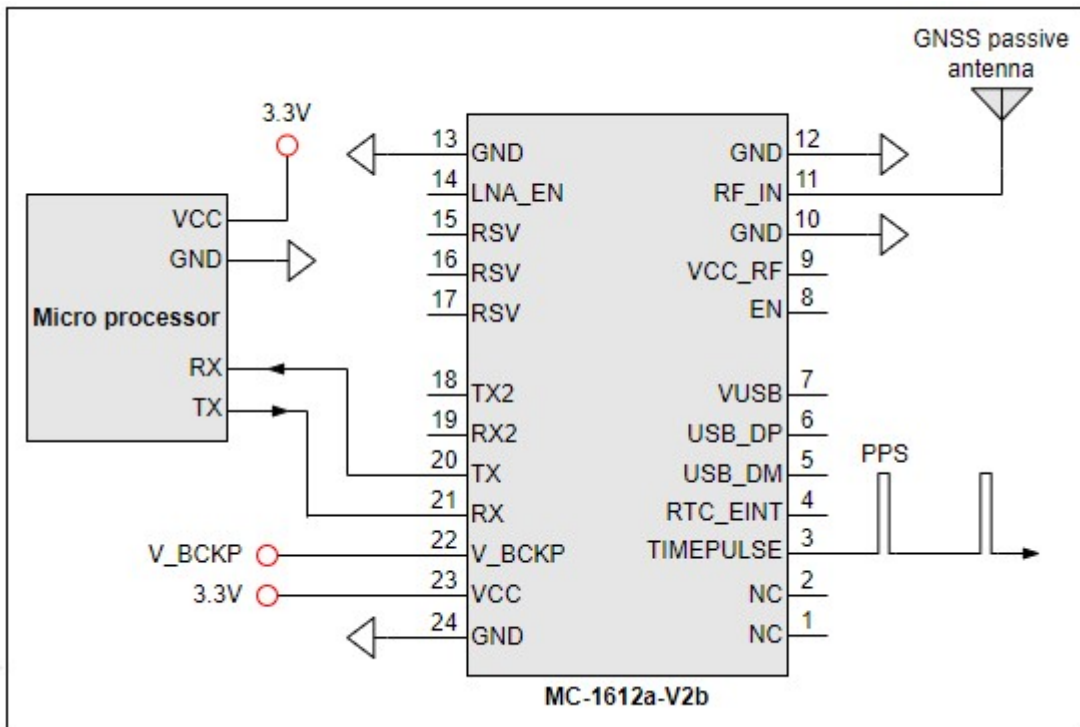 GNSS passive
antenna
3.3V
VCC
GND
Micro processor
RX
TX
13 GND
14 LNA_EN
15 RSV
16 RSV
17 RSV
18 TX2
19 RX2
20 TX
21 RX
V_BCKP 22 V_BCKP
3.3V 23 VCC
24 GND
GND 12
RF_IN 11
GND 10
VCC_RF 9
EN 8
VUSB 7
USB_DP 6
USB_DM 5
RTC_EINT 4
TIMEPULSE 3
NC 2
NC 1
PPS
MC-1612a-V2b